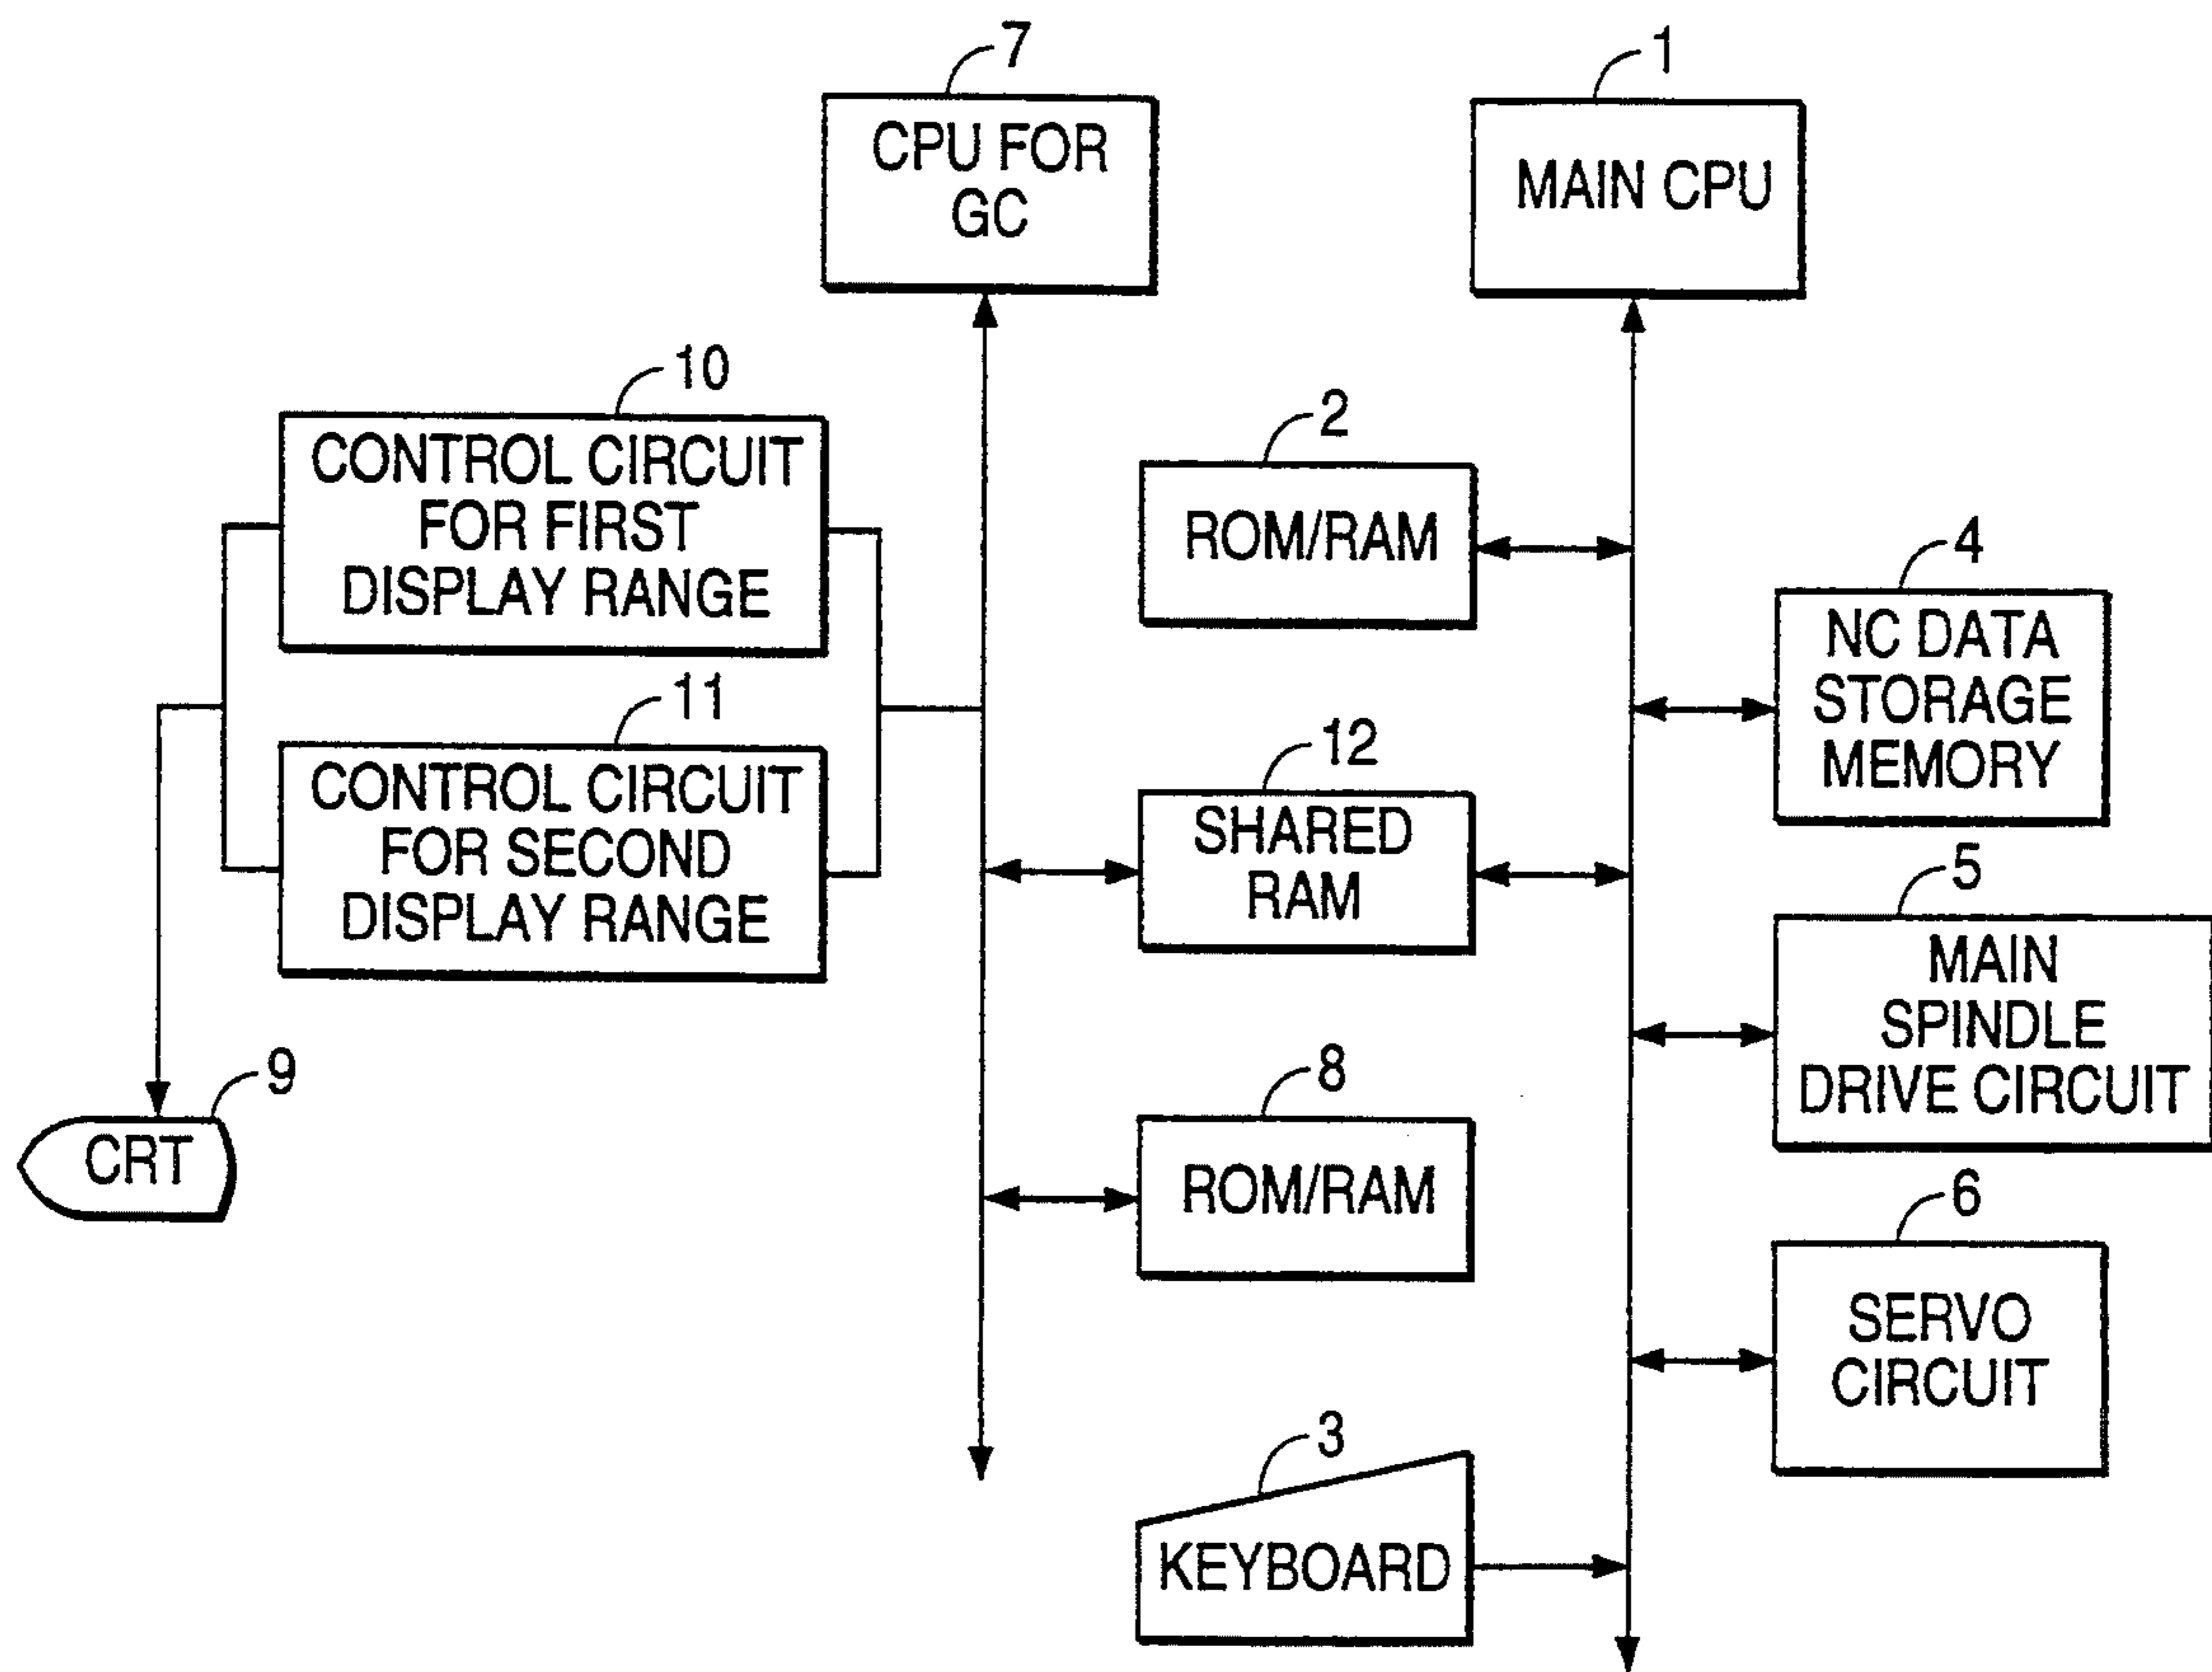 7
CPU FOR
GC
1
MAIN CPU
10
CONTROL CIRCUIT
FOR FIRST
DISPLAY RANGE
2
ROM/RAM
4
NC DATA
STORAGE
MEMORY
11
CONTROL CIRCUIT
FOR SECOND
DISPLAY RANGE
12
SHARED
RAM
5
MAIN
SPINDLE
DRIVE CIRCUIT
9
CRT
8
ROM/RAM
6
SERVO
CIRCUIT
3
KEYBOARD